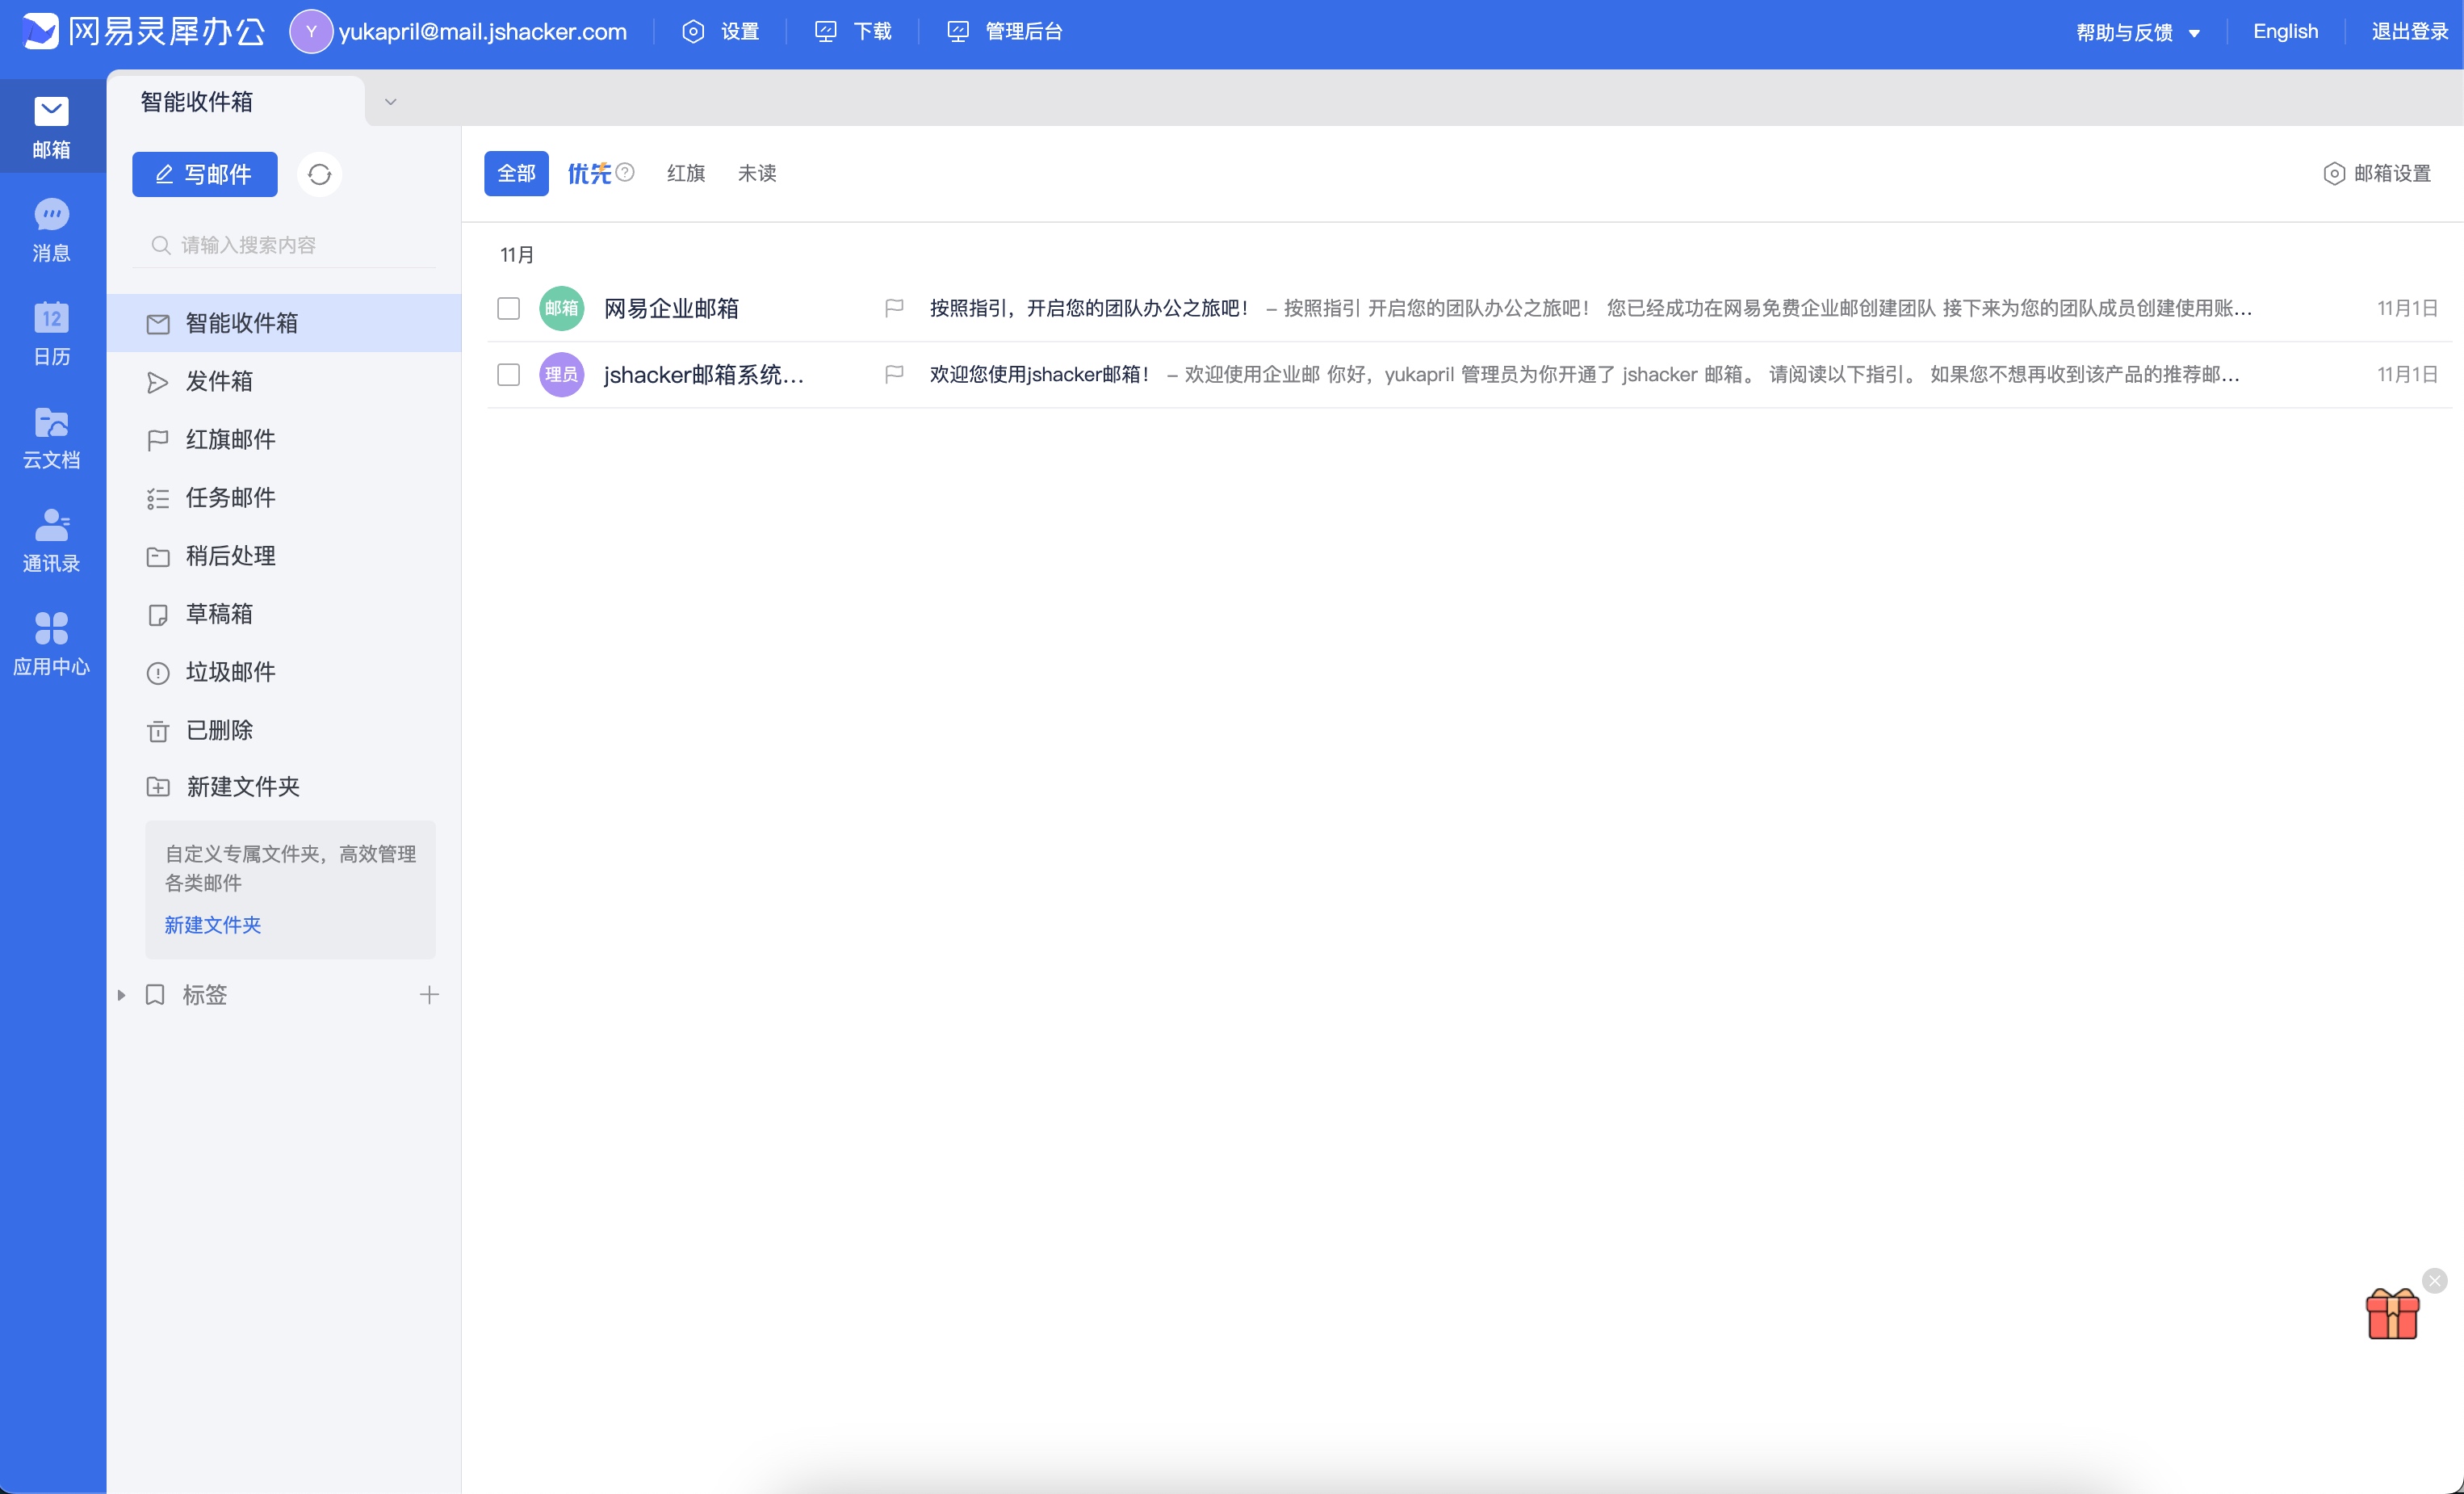 网易灵犀办公 Y yukapril@mail.jshacker.com 设置 下载 管理后台 帮助与反馈 English 退出登录
智能收件箱
邮箱
消息
12
日历
云文档
通讯录
应用中心
写邮件
请输入搜索内容
智能收件箱
发件箱
红旗邮件
任务邮件
稍后处理
草稿箱
垃圾邮件
已删除
新建文件夹
自定义专属文件夹，高效管理
各类邮件
新建文件夹
标签
全部 优先 ? 红旗 未读 邮箱设置
11月
邮箱 网易企业邮箱 按照指引，开启您的团队办公之旅吧！ – 按照指引 开启您的团队办公之旅吧！ 您已经成功在网易免费企业邮创建团队 接下来为您的团队成员创建使用账... 11月1日
理员 jshacker邮箱系统... 欢迎您使用jshacker邮箱！ – 欢迎使用企业邮 你好，yukapril 管理员为你开通了 jshacker 邮箱。 请阅读以下指引。 如果您不想再收到该产品的推荐邮... 11月1日